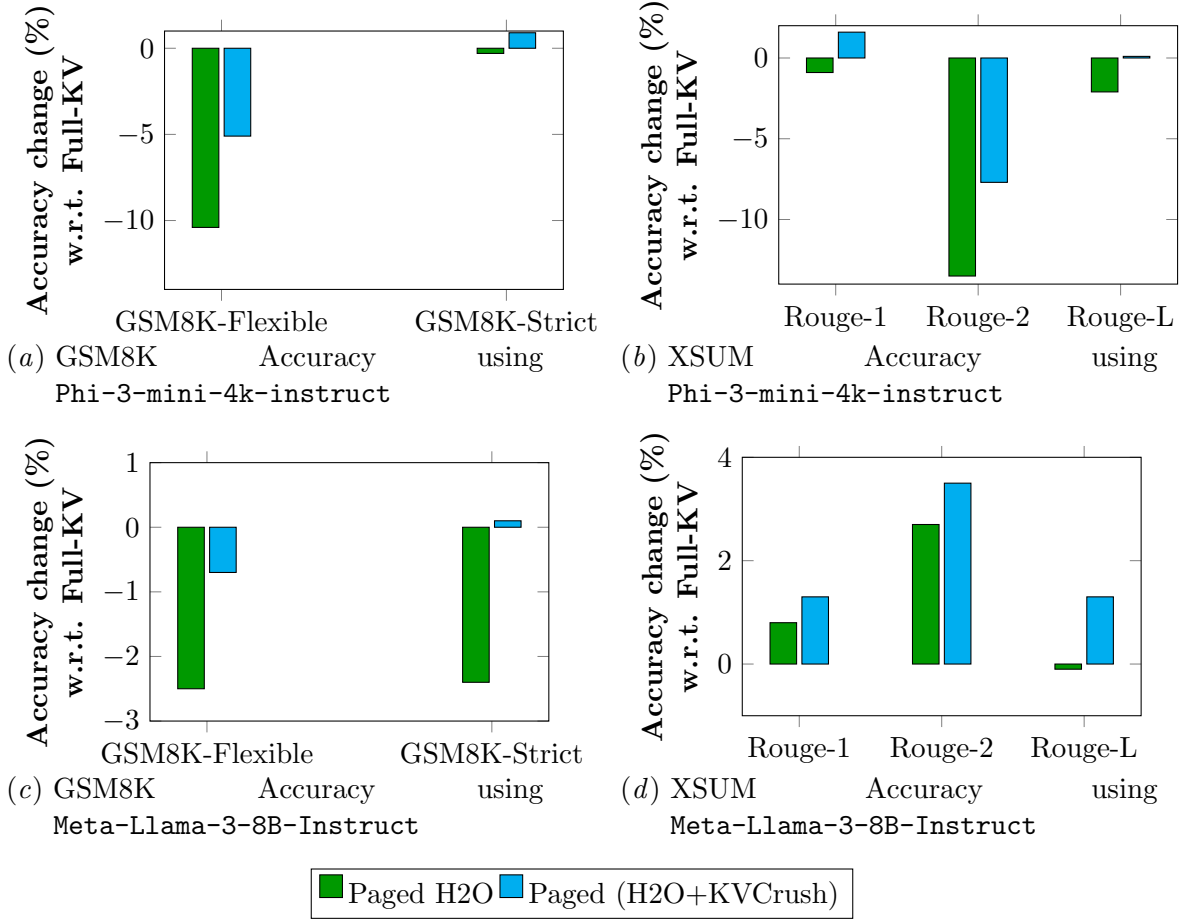 Accuracy change (%)
w.r.t. Full-KV
0
−5
−10
GSM8K-Flexible GSM8K-Strict
(a) GSM8K Accuracy using
Phi-3-mini-4k-instruct
Accuracy change (%)
w.r.t. Full-KV
0
−5
−10
Rouge-1 Rouge-2 Rouge-L
(b) XSUM Accuracy using
Phi-3-mini-4k-instruct
Accuracy change (%)
w.r.t. Full-KV
1
0
−1
−2
−3
GSM8K-Flexible GSM8K-Strict
(c) GSM8K Accuracy using
Meta-Llama-3-8B-Instruct
Accuracy change (%)
w.r.t. Full-KV
4
2
0
Rouge-1 Rouge-2 Rouge-L
(d) XSUM Accuracy using
Meta-Llama-3-8B-Instruct
Paged H2O Paged (H2O+KVCrush)